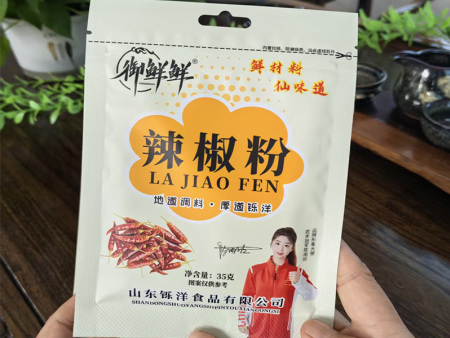 御鲜鲜
鲜材料
仙味道
辣椒粉
LA JIAO FEN
地道调料·厚道铄洋
净含量：35克
图案仅供参考
山东铄洋食品有限公司